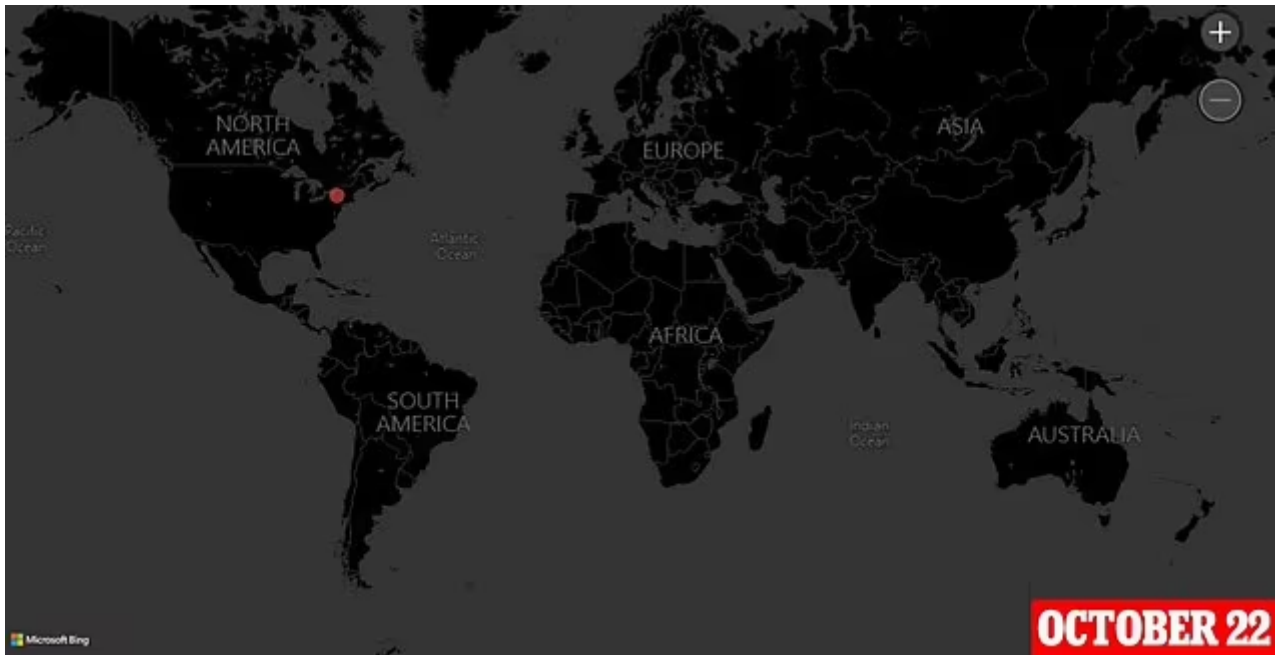 NORTH
AMERICA
EUROPE
ASIA
Pacific
Ocean
Atlantic
Ocean
AFRICA
SOUTH
AMERICA
Indian
Ocean
AUSTRALIA
Microsoft Bing
OCTOBER 22